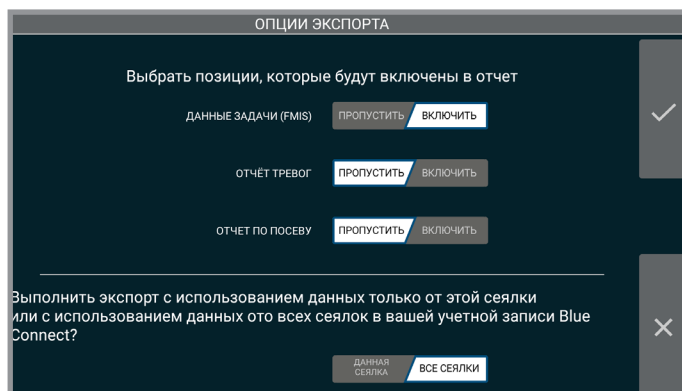 ОПЦИИ ЭКСПОРТА
Выбрать позиции, которые будут включены в отчет
ДАННЫЕ ЗАДАЧИ (FMIS) ПРОПУСТИТЬ ВКЛЮЧИТЬ
ОТЧЁТ ТРЕВОГ ПРОПУСТИТЬ ВКЛЮЧИТЬ
ОТЧЕТ ПО ПОСЕВУ ПРОПУСТИТЬ ВКЛЮЧИТЬ
Выполнить экспорт с использованием данных только от этой сеялки
или с использованием данных ото всех сеялок в вашей учетной записи Blue
Connect?
ДАННАЯ
СЕЯЛКА ВСЕ СЕЯЛКИ